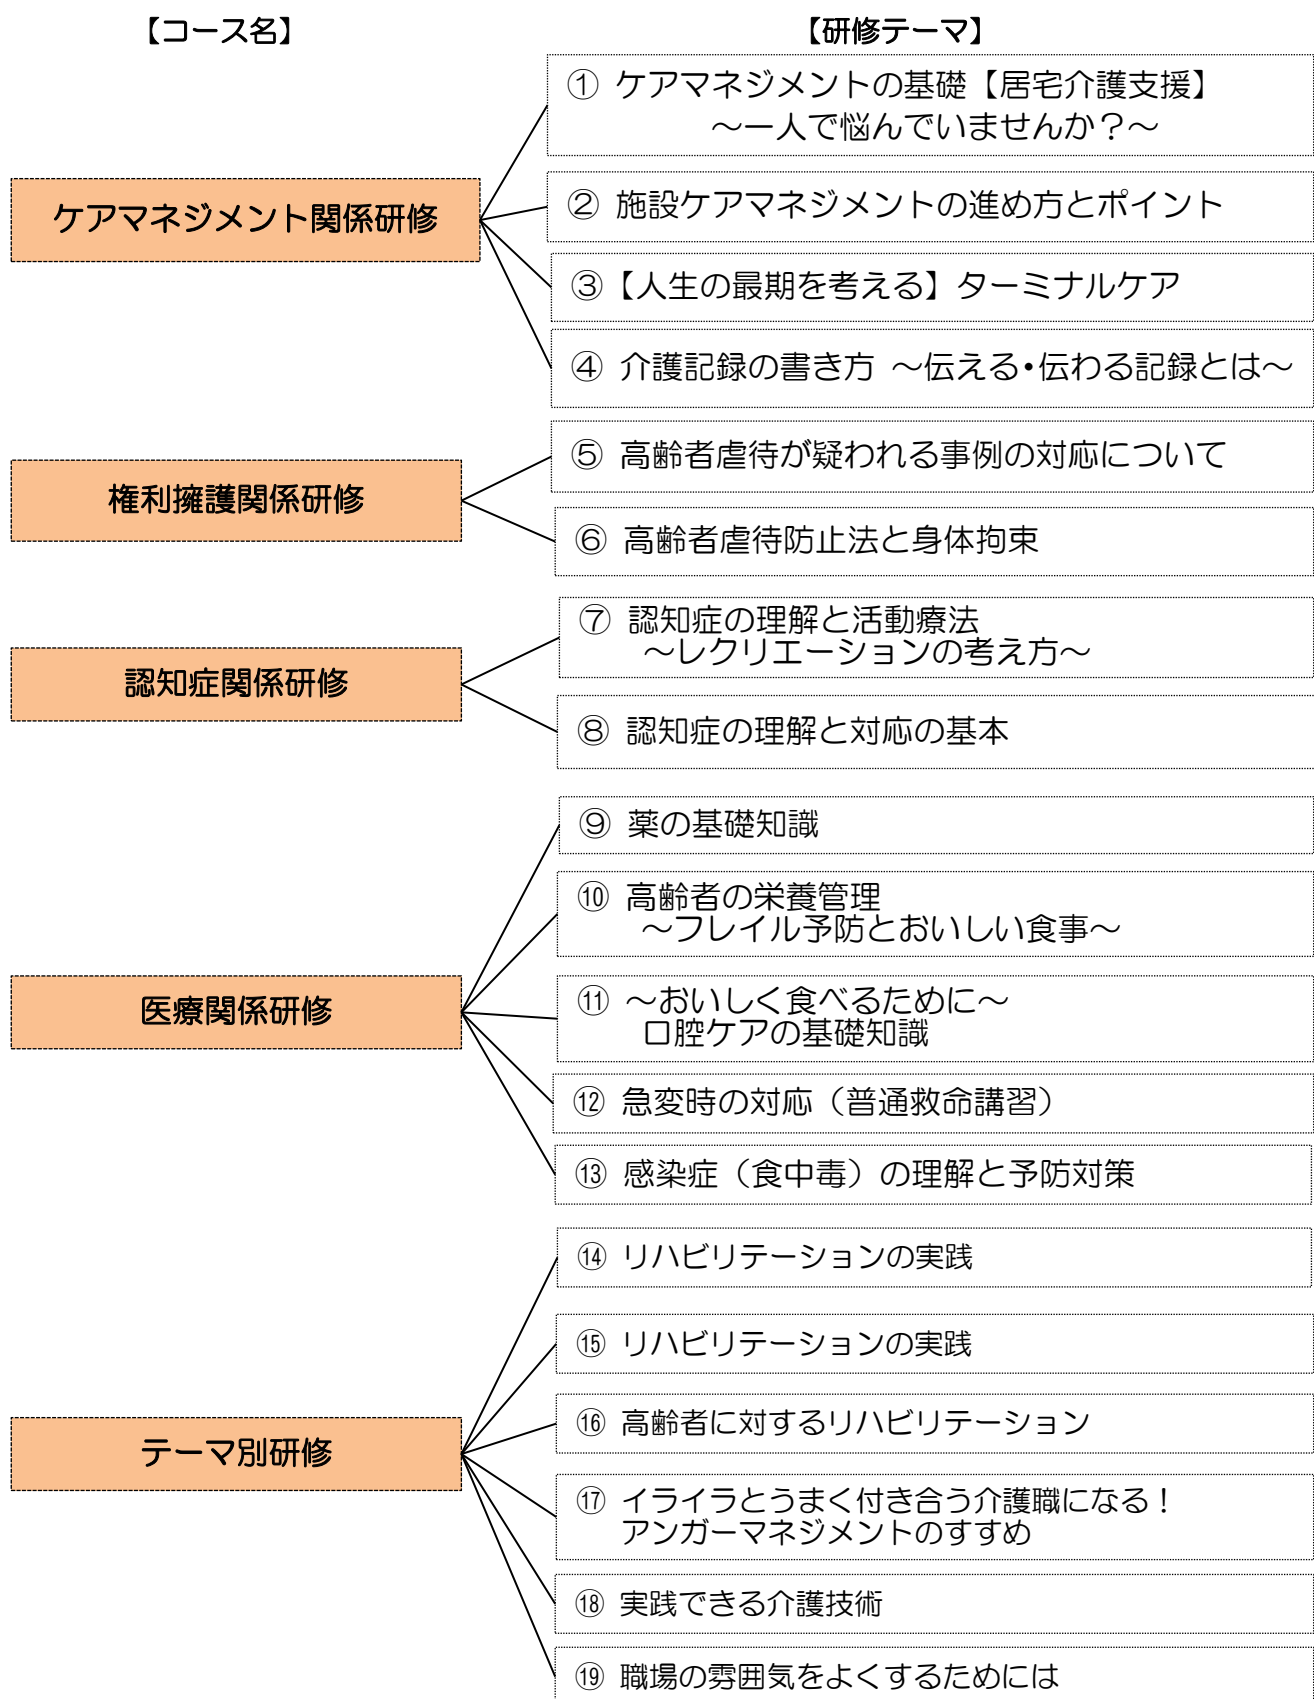 【コース名】
【研修テーマ】
① ケアマネジメントの基礎【居宅介護支援】
～一人で悩んでいませんか？～
ケアマネジメント関係研修
② 施設ケアマネジメントの進め方とポイント
③【人生の最期を考える】ターミナルケア
④ 介護記録の書き方 ～伝える・伝わる記録とは～
権利擁護関係研修
⑤ 高齢者虐待が疑われる事例の対応について
⑥ 高齢者虐待防止法と身体拘束
認知症関係研修
⑦ 認知症の理解と活動療法
～レクリエーションの考え方～
⑧ 認知症の理解と対応の基本
医療関係研修
⑨ 薬の基礎知識
⑩ 高齢者の栄養管理
～フレイル予防とおいしい食事～
⑪ ～おいしく食べるために～
口腔ケアの基礎知識
⑫ 急変時の対応（普通救命講習）
⑬ 感染症（食中毒）の理解と予防対策
テーマ別研修
⑭ リハビリテーションの実践
⑮ リハビリテーションの実践
⑯ 高齢者に対するリハビリテーション
⑰ イライラとうまく付き合う介護職になる！
アンガーマネジメントのすすめ
⑱ 実践できる介護技術
⑲ 職場の雰囲気をよくするためには